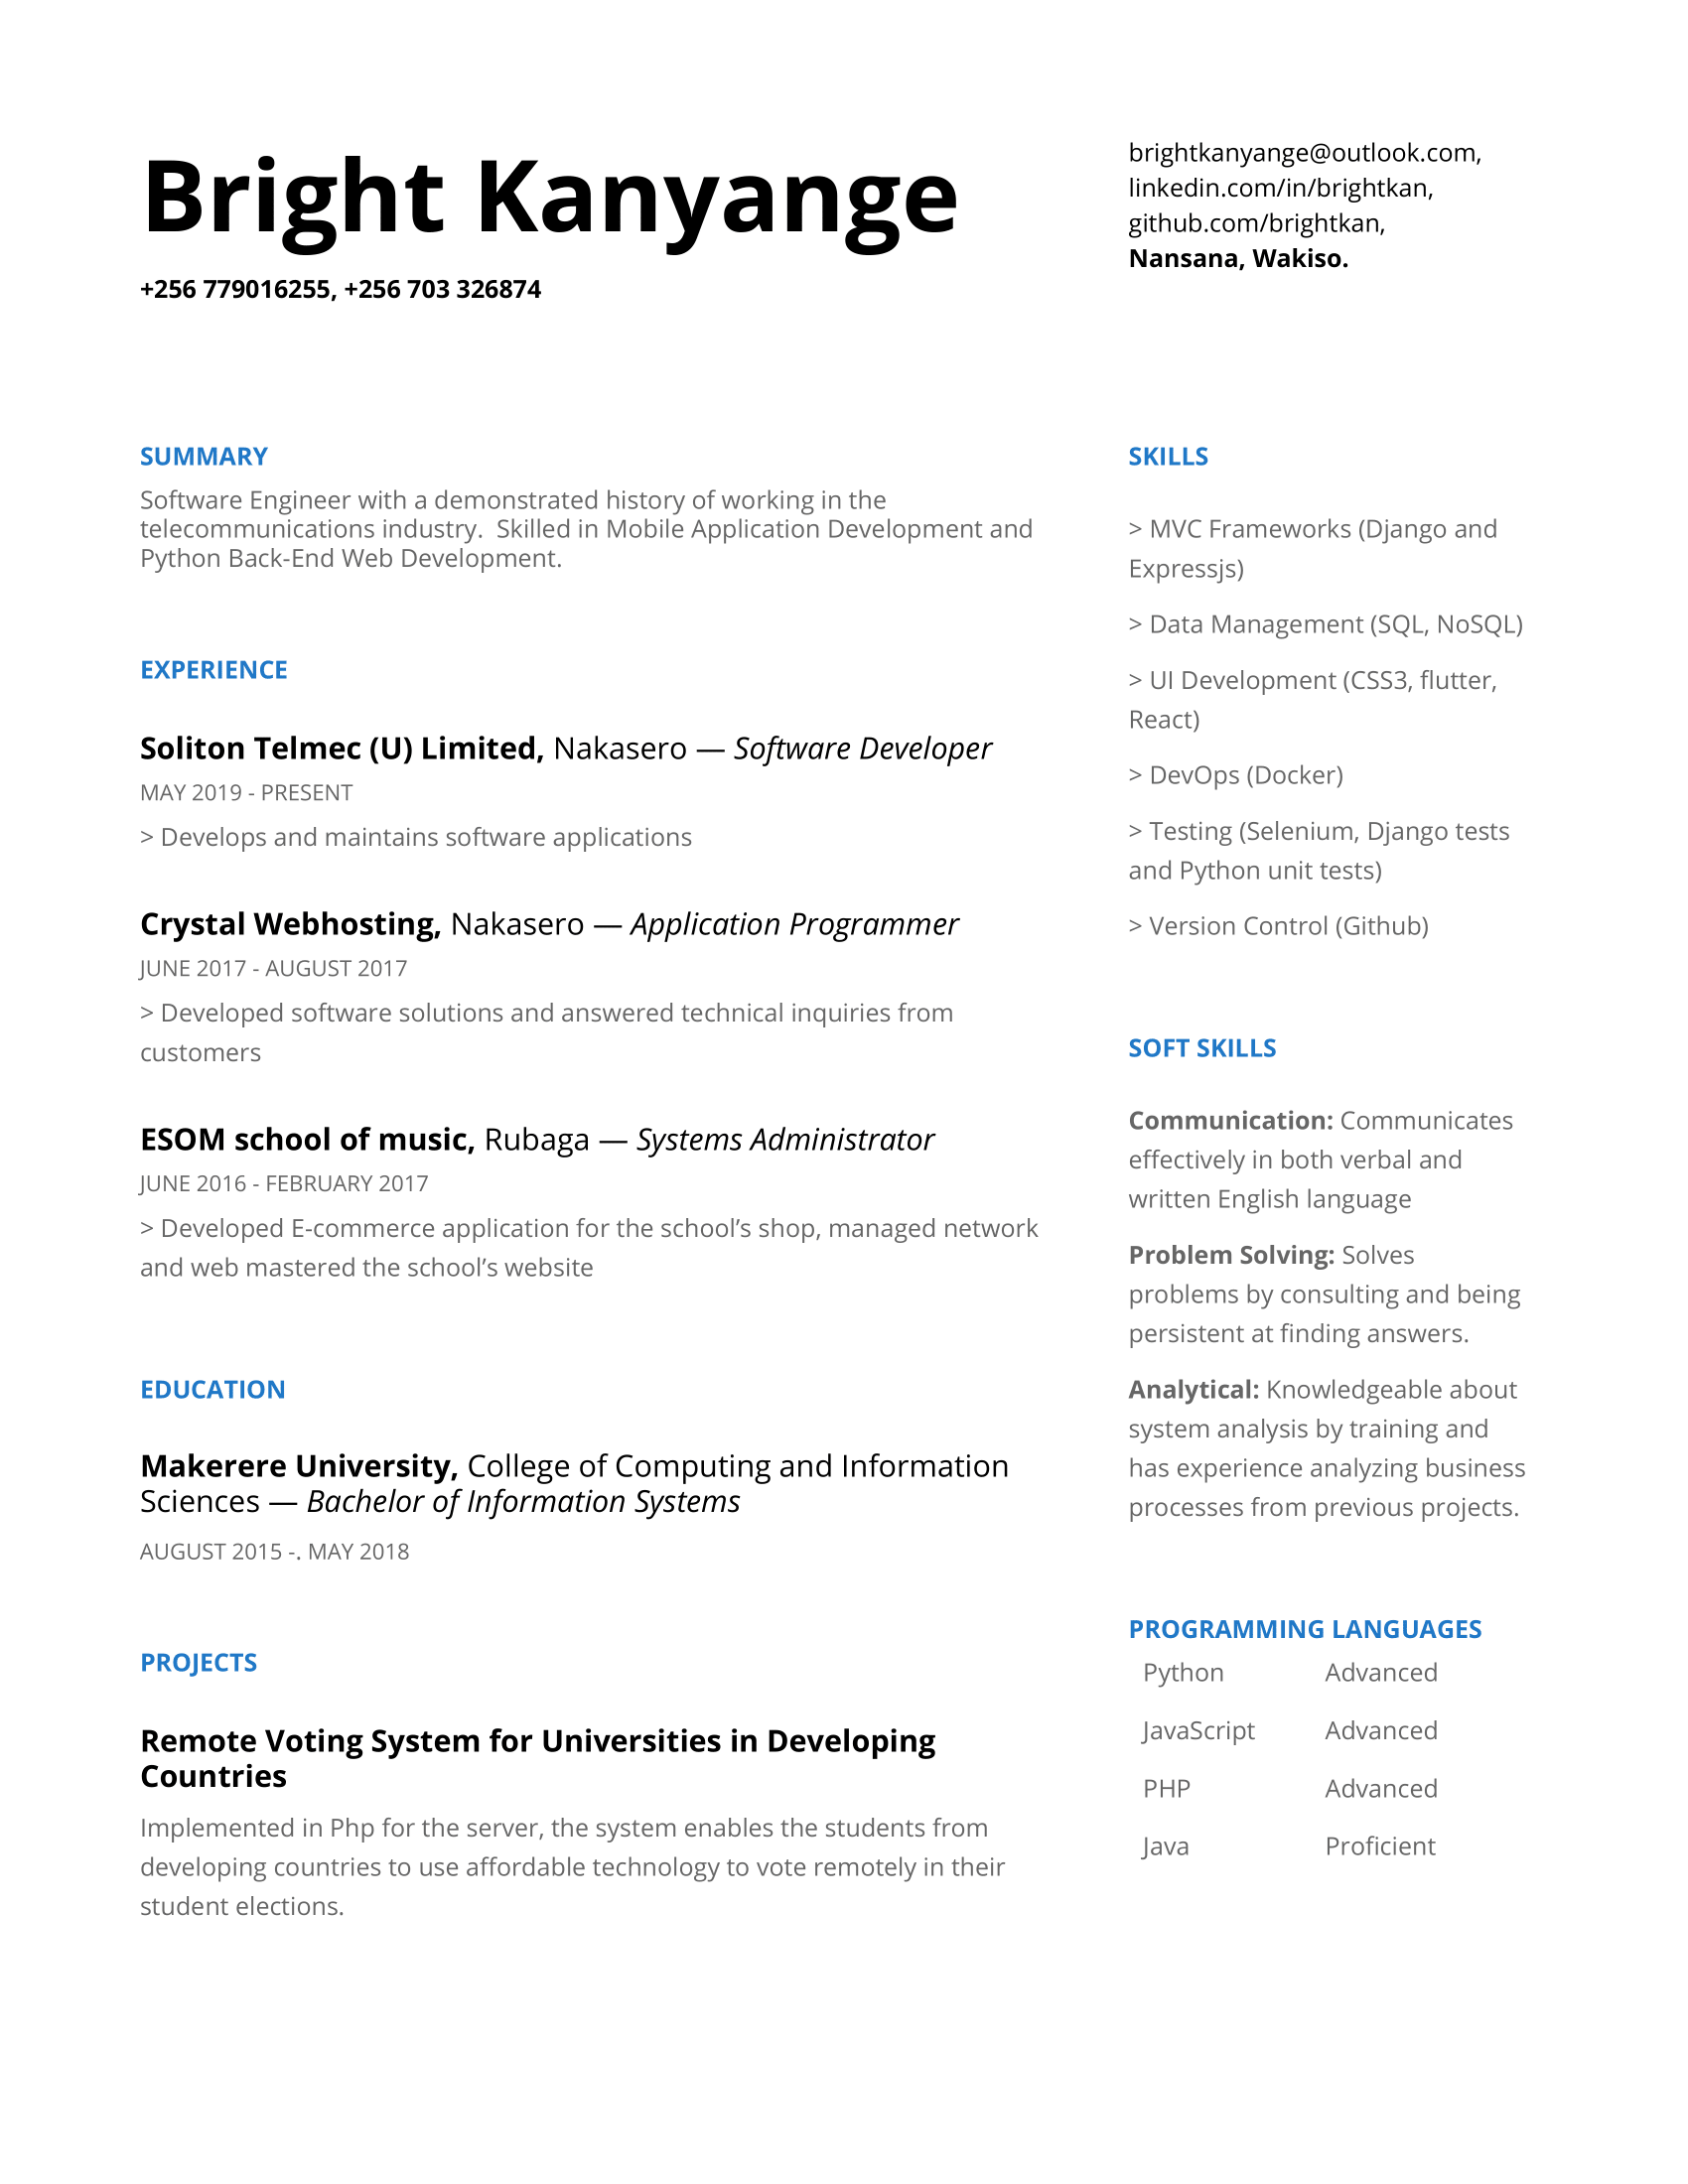 Bright Kanyange
+256 779016255, +256 703 326874
brightkanyange@outlook.com,
linkedin.com/in/brightkan,
github.com/brightkan,
Nansana, Wakiso.
SUMMARY
Software Engineer with a demonstrated history of working in the
telecommunications industry.  Skilled in Mobile Application Development and
Python Back-End Web Development.
EXPERIENCE
Soliton Telmec (U) Limited, Nakasero — Software Developer
MAY 2019 - PRESENT
> Develops and maintains software applications
Crystal Webhosting, Nakasero — Application Programmer
JUNE 2017 - AUGUST 2017
> Developed software solutions and answered technical inquiries from
customers
ESOM school of music, Rubaga — Systems Administrator
JUNE 2016 - FEBRUARY 2017
> Developed E-commerce application for the school’s shop, managed network
and web mastered the school’s website
EDUCATION
Makerere University, College of Computing and Information
Sciences — Bachelor of Information Systems
AUGUST 2015 -. MAY 2018
PROJECTS
Remote Voting System for Universities in Developing
Countries
Implemented in Php for the server, the system enables the students from
developing countries to use affordable technology to vote remotely in their
student elections.
SKILLS
> MVC Frameworks (Django and
Expressjs)
> Data Management (SQL, NoSQL)
> UI Development (CSS3, flutter,
React)
> DevOps (Docker)
> Testing (Selenium, Django tests
and Python unit tests)
> Version Control (Github)
SOFT SKILLS
Communication: Communicates
effectively in both verbal and
written English language
Problem Solving: Solves
problems by consulting and being
persistent at finding answers.
Analytical: Knowledgeable about
system analysis by training and
has experience analyzing business
processes from previous projects.
PROGRAMMING LANGUAGES
Python Advanced
JavaScript Advanced
PHP Advanced
Java Proficient